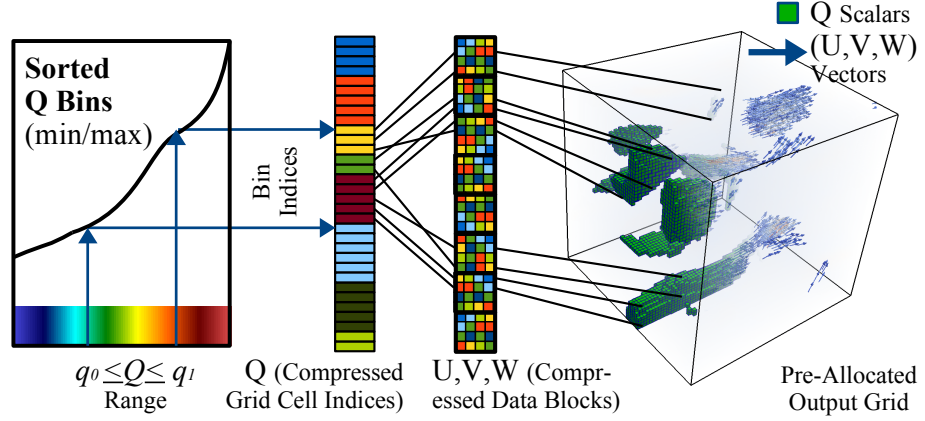 Sorted
Q Bins
(min/max)
Bin
Indices
Q Scalars
(U,V,W)
Vectors
q₀ ≤Q≤ q₁
Range
Q (Compressed
Grid Cell Indices)
U,V,W (Compr-
essed Data Blocks)
Pre-Allocated
Output Grid